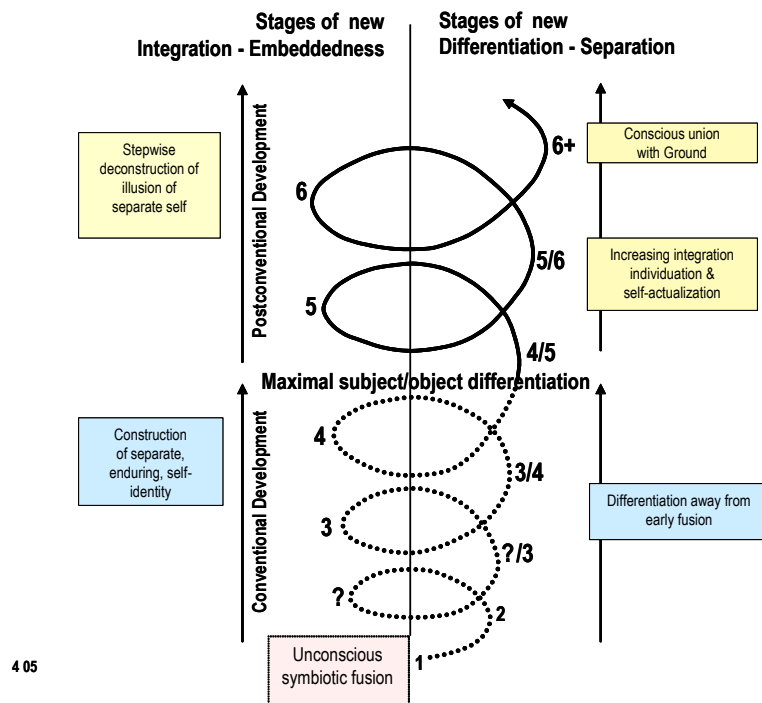 Stages of new
Integration - Embeddedness
Stages of new
Differentiation - Separation
Stepwise
deconstruction of
illusion of
separate self
Postconventional Development
6
6+
Conscious union
with Ground
5/6
Increasing integration
individuation &
self-actualization
5
4/5
Maximal subject/object differentiation
Construction
of separate,
enduring, self-
identity
Conventional Development
4
3/4
Differentiation away from
early fusion
3
?/3
?
2
1
Unconscious
symbiotic fusion
4 05